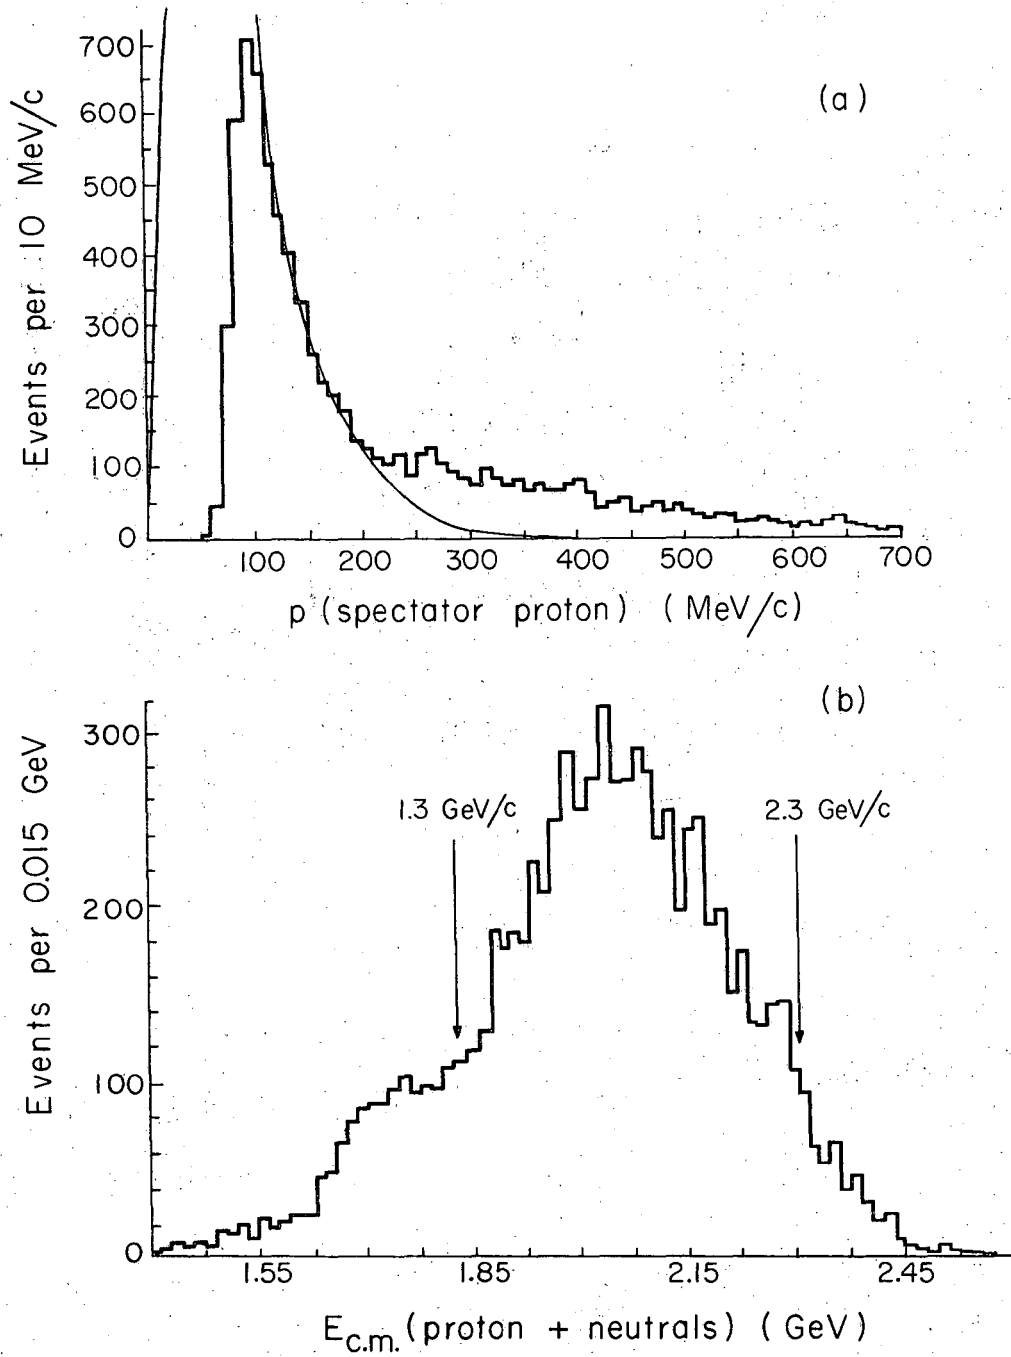 (a)
Events per 10 MeV/c
700
600
500
400
300
200
100
0
100 200 300 400 500 600 700
p (spectator proton) (MeV/c)
(b)
Events per 0.015 GeV
300
200
100
0
1.3 GeV/c
2.3 GeV/c
1.55 1.85 2.15 2.45
Ec.m. (proton + neutrals) (GeV)